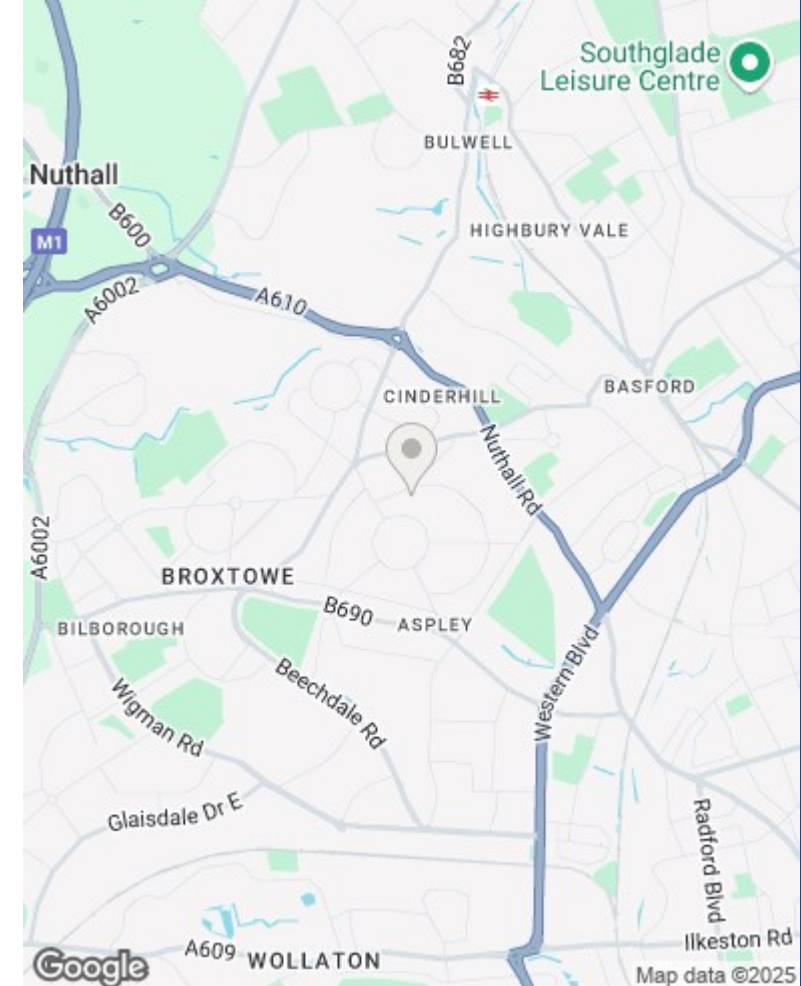 B682
Southglade
Leisure Centre
BULWELL
Nuthall
B600
HIGHBURY VALE
M1
A6002
A610
CINDERHILL
BASFORD
Nuthall Rd
A6002
BROXTOWE
B690
ASPLEY
BILBOROUGH
Western Blvd
Beechdale Rd
Wigman Rd
Glaisdale Dr E
Radford Blvd
Ilkeston Rd
A609
WOLLATON
Google
Map data ©2025